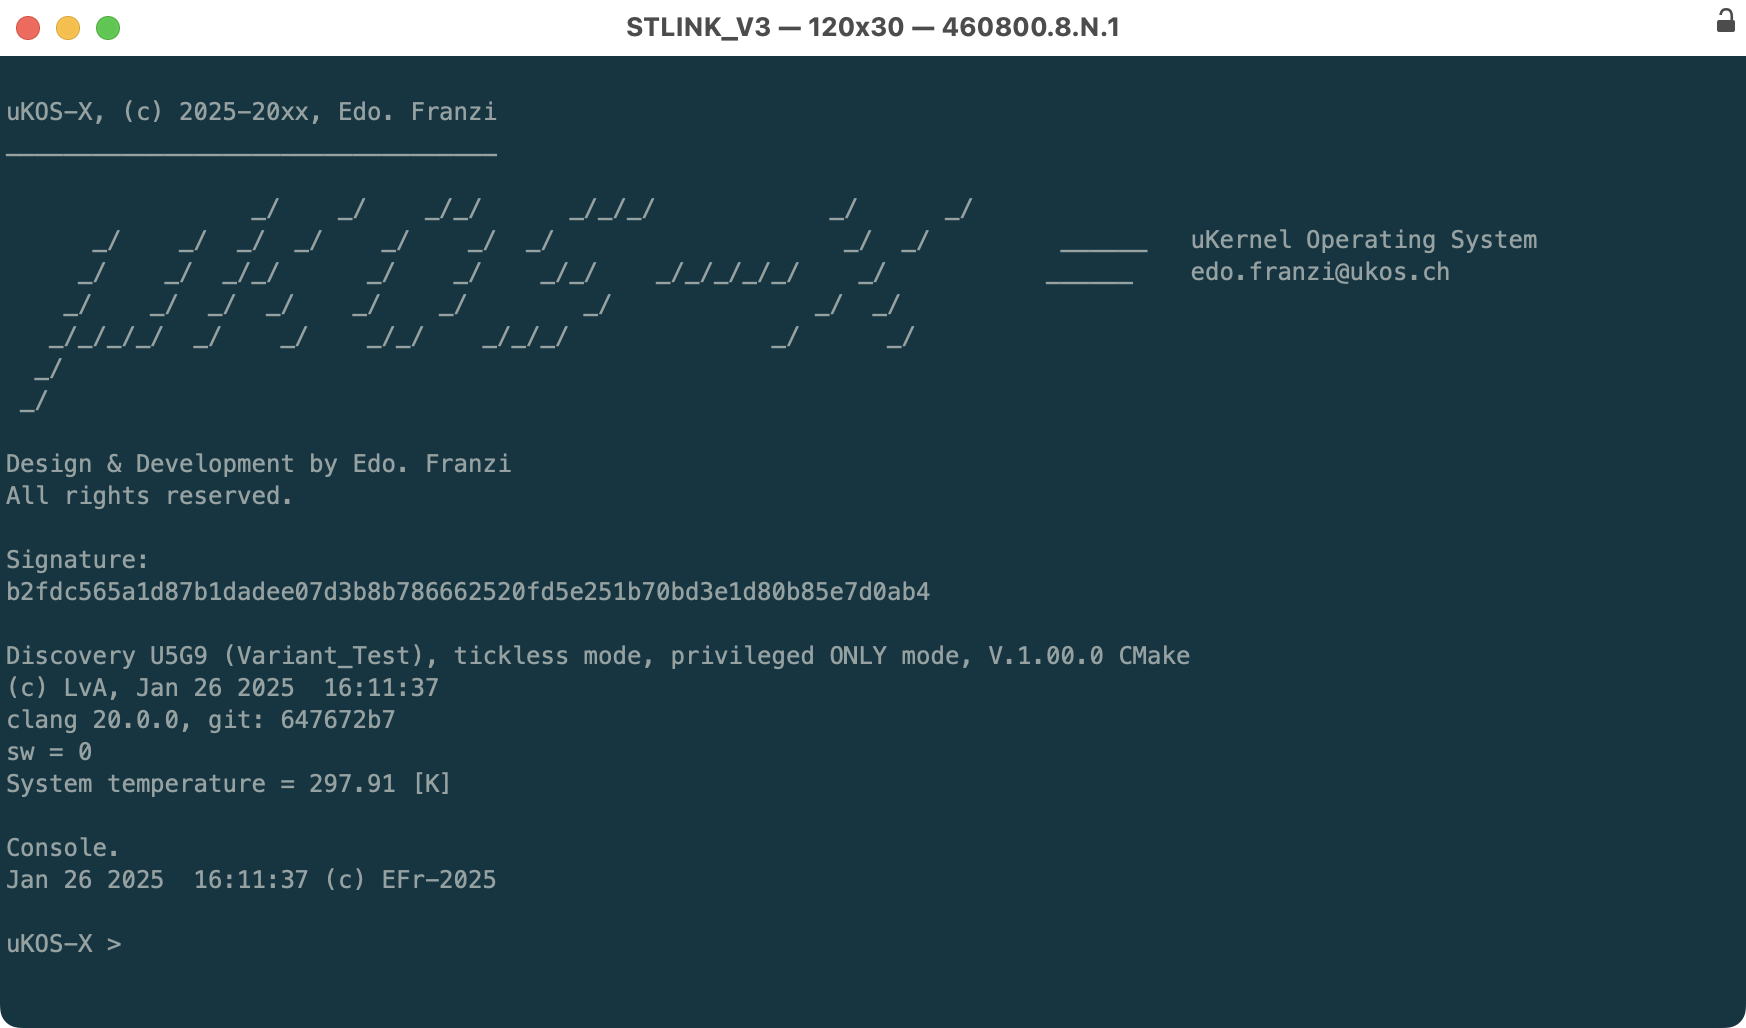 STLINK_V3 — 120x30 — 460800.8.N.1
uKOS-X, (c) 2025-20xx, Edo. Franzi
µKOS-X
uKernel Operating System
edo.franzi@ukos.ch
Design & Development by Edo. Franzi
All rights reserved.
Signature:
b2fdc565a1d87b1dadee07d3b8b786662520fd5e251b70bd3e1d80b85e7d0ab4
Discovery U5G9 (Variant_Test), tickless mode, privileged ONLY mode, V.1.00.0 CMake
(c) LvA, Jan 26 2025  16:11:37
clang 20.0.0, git: 647672b7
sw = 0
System temperature = 297.91 [K]
Console.
Jan 26 2025  16:11:37 (c) EFr-2025
uKOS-X >